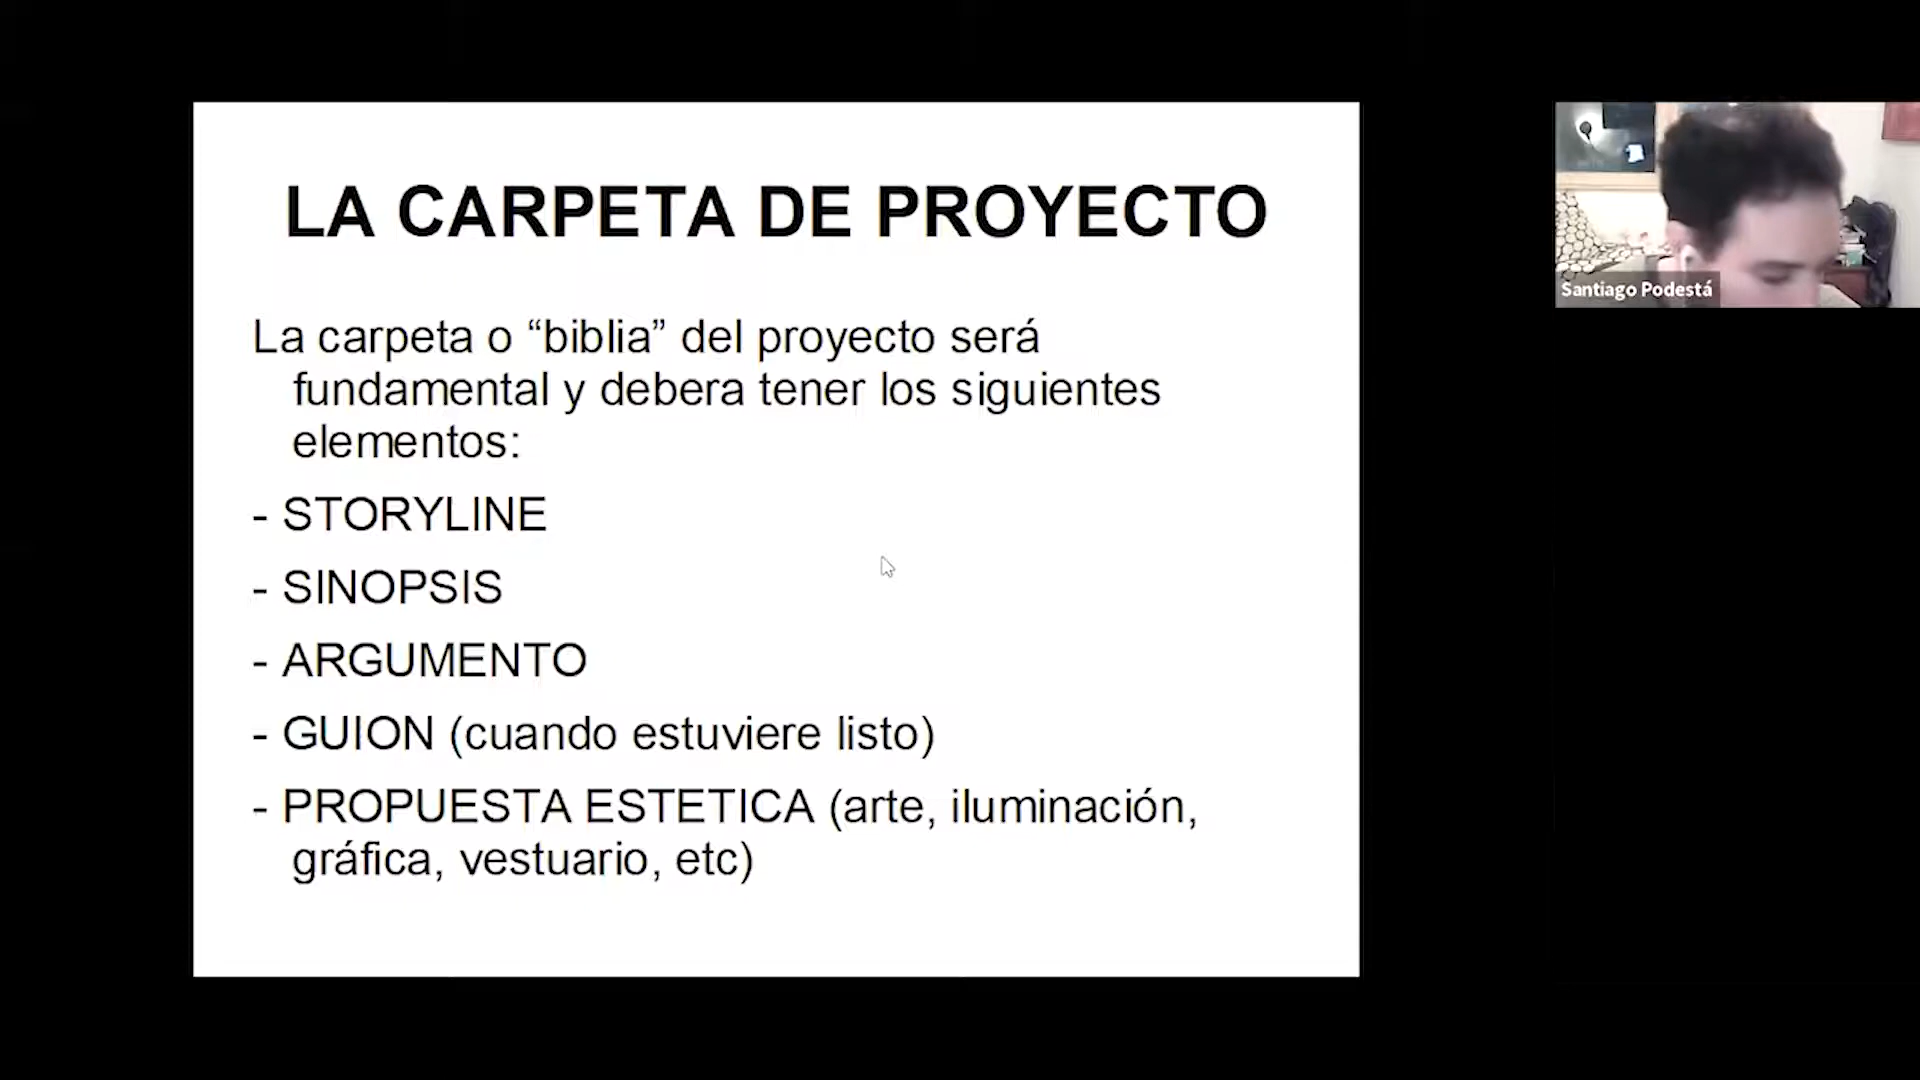 LA CARPETA DE PROYECTO
La carpeta o “biblia” del proyecto será
fundamental y debera tener los siguientes
elementos:
- STORYLINE
- SINOPSIS
- ARGUMENTO
- GUION (cuando estuviere listo)
- PROPUESTA ESTETICA (arte, iluminación,
gráfica, vestuario, etc)
Santiago Podestá